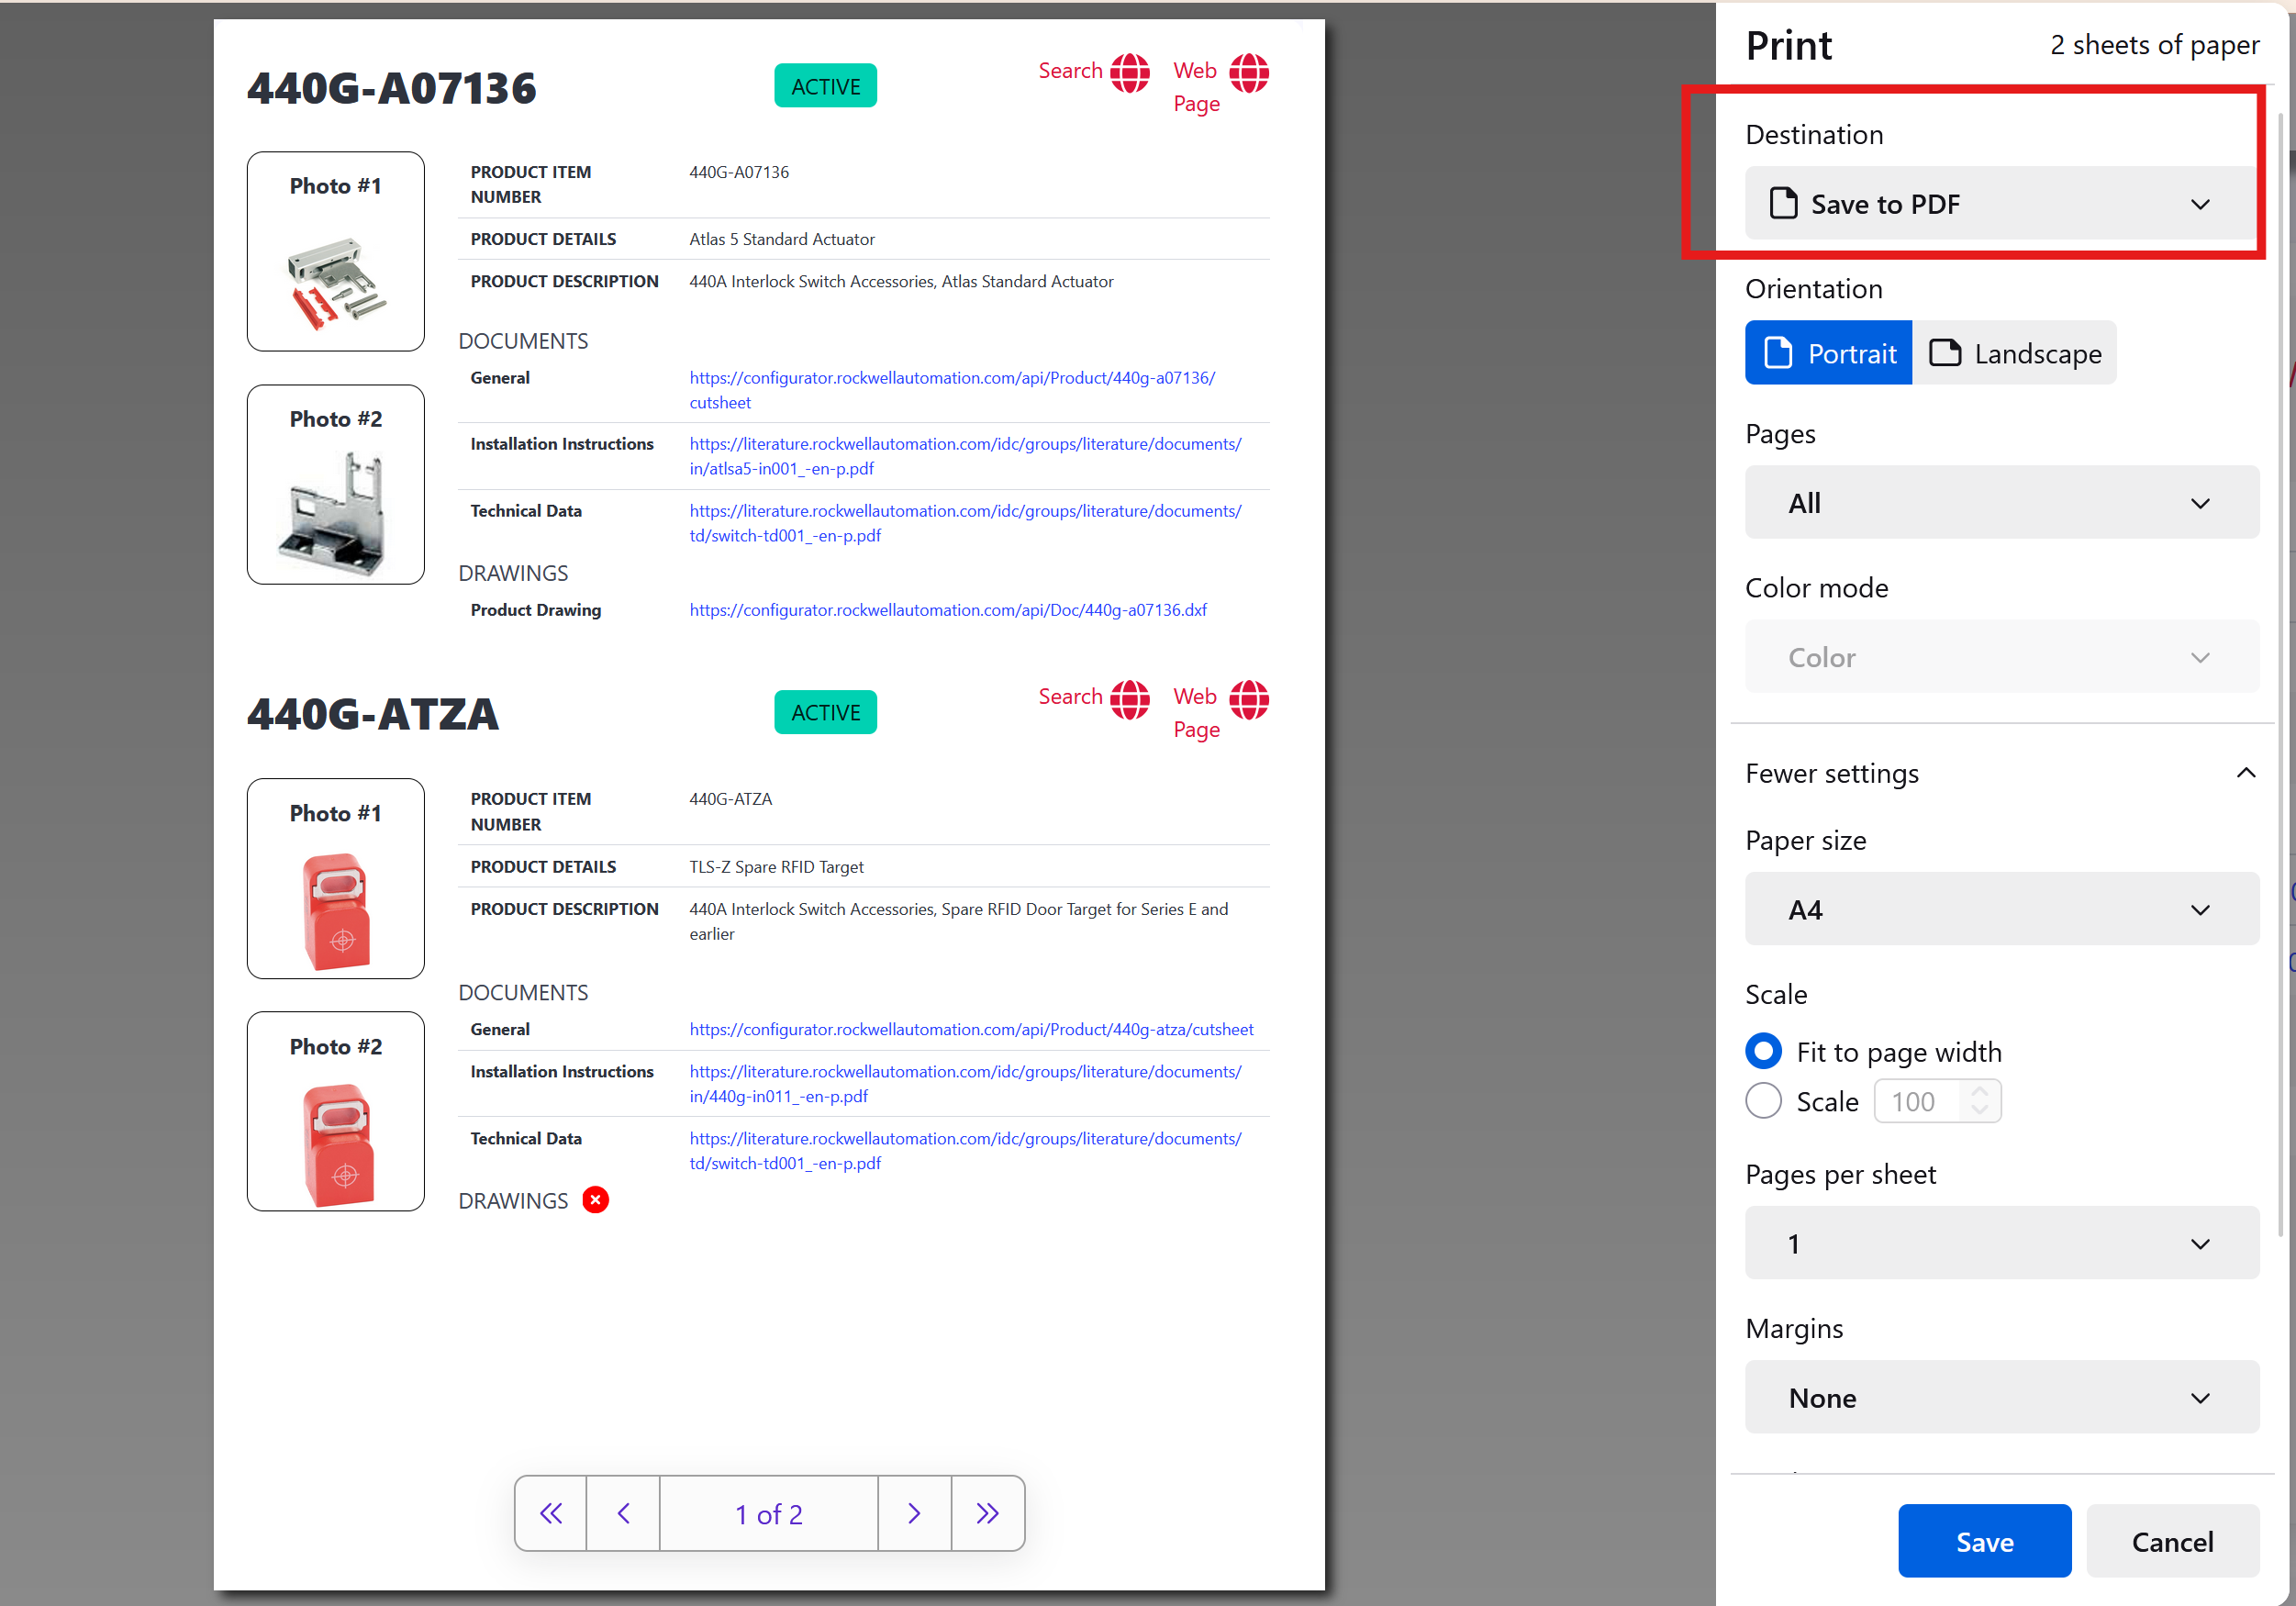 440G-A07136
ACTIVE
Search
Web
Page
Photo #1
Photo #2
PRODUCT ITEM
NUMBER
440G-A07136
PRODUCT DETAILS
Atlas 5 Standard Actuator
PRODUCT DESCRIPTION
440A Interlock Switch Accessories, Atlas Standard Actuator
DOCUMENTS
General
https://configurator.rockwellautomation.com/api/Product/440g-a07136/
cutsheet
Installation Instructions
https://literature.rockwellautomation.com/idc/groups/literature/documents/
in/atlsa5-in001_-en-p.pdf
Technical Data
https://literature.rockwellautomation.com/idc/groups/literature/documents/
td/switch-td001_-en-p.pdf
DRAWINGS
Product Drawing
https://configurator.rockwellautomation.com/api/Doc/440g-a07136.dxf
440G-ATZA
ACTIVE
Search
Web
Page
Photo #1
Photo #2
PRODUCT ITEM
NUMBER
440G-ATZA
PRODUCT DETAILS
TLS-Z Spare RFID Target
PRODUCT DESCRIPTION
440A Interlock Switch Accessories, Spare RFID Door Target for Series E and
earlier
DOCUMENTS
General
https://configurator.rockwellautomation.com/api/Product/440g-atza/cutsheet
Installation Instructions
https://literature.rockwellautomation.com/idc/groups/literature/documents/
in/440g-in011_-en-p.pdf
Technical Data
https://literature.rockwellautomation.com/idc/groups/literature/documents/
td/switch-td001_-en-p.pdf
DRAWINGS
1 of 2
Print
2 sheets of paper
Destination
Save to PDF
Orientation
Portrait
Landscape
Pages
All
Color mode
Color
Fewer settings
Paper size
A4
Scale
Fit to page width
Scale
100
Pages per sheet
1
Margins
None
Save
Cancel